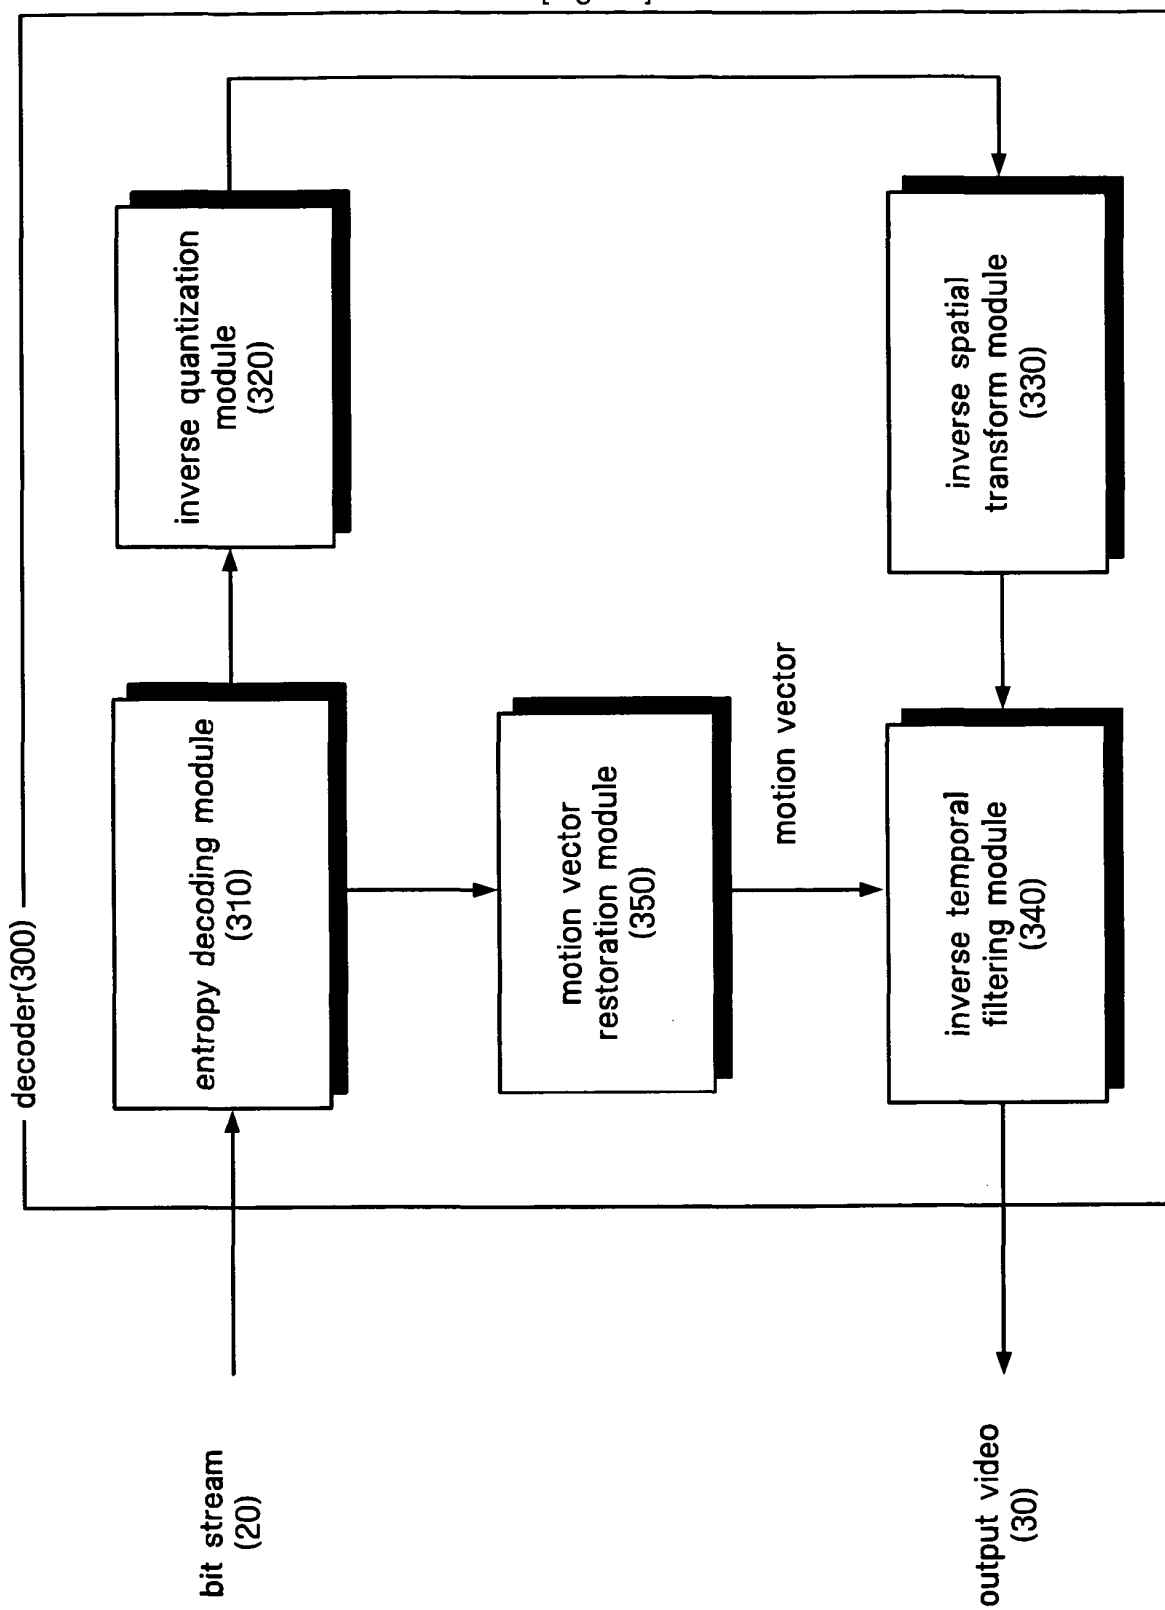 decoder(300)
bit stream
(20)
entropy decoding module
(310)
inverse quantization
module
(320)
motion vector
restoration module
(350)
motion vector
output video
(30)
inverse temporal
filtering module
(340)
inverse spatial
transform module
(330)